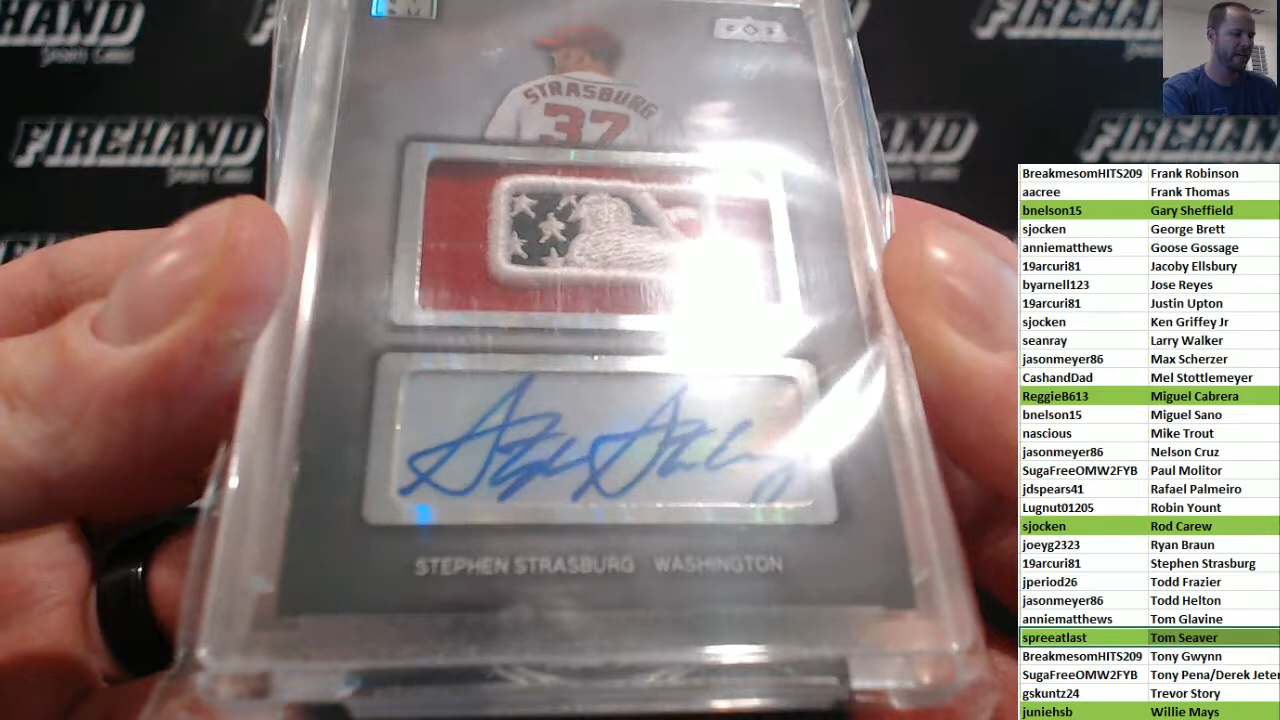 FIREHAND
Sports Cards
FIREHAND
FIREHAND
Sports Cards
FIREHAND
STRASBURG
37
STEPHEN STRASBURG WASHINGTON
BreakmesomHITS209 Frank Robinson
aacree Frank Thomas
bnelson15 Gary Sheffield
sjocken George Brett
anniematthews Goose Gossage
19arcuri81 Jacoby Ellsbury
byarnell123 Jose Reyes
19arcuri81 Justin Upton
sjocken Ken Griffey Jr
seanray Larry Walker
jasonmeyer86 Max Scherzer
CashandDad Mel Stottlemeyer
ReggieB613 Miguel Cabrera
bnelson15 Miguel Sano
nascious Mike Trout
jasonmeyer86 Nelson Cruz
SugaFreeOMW2FYB Paul Molitor
jdspears41 Rafael Palmeiro
Lugnut01205 Robin Yount
sjocken Rod Carew
joeyg2323 Ryan Braun
19arcuri81 Stephen Strasburg
jperiod26 Todd Frazier
jasonmeyer86 Todd Helton
anniematthews Tom Glavine
spreeatlast Tom Seaver
BreakmesomHITS209 Tony Gwynn
SugaFreeOMW2FYB Tony Pena/Derek Jeter
gskuntz24 Trevor Story
juniehsb Willie Mays